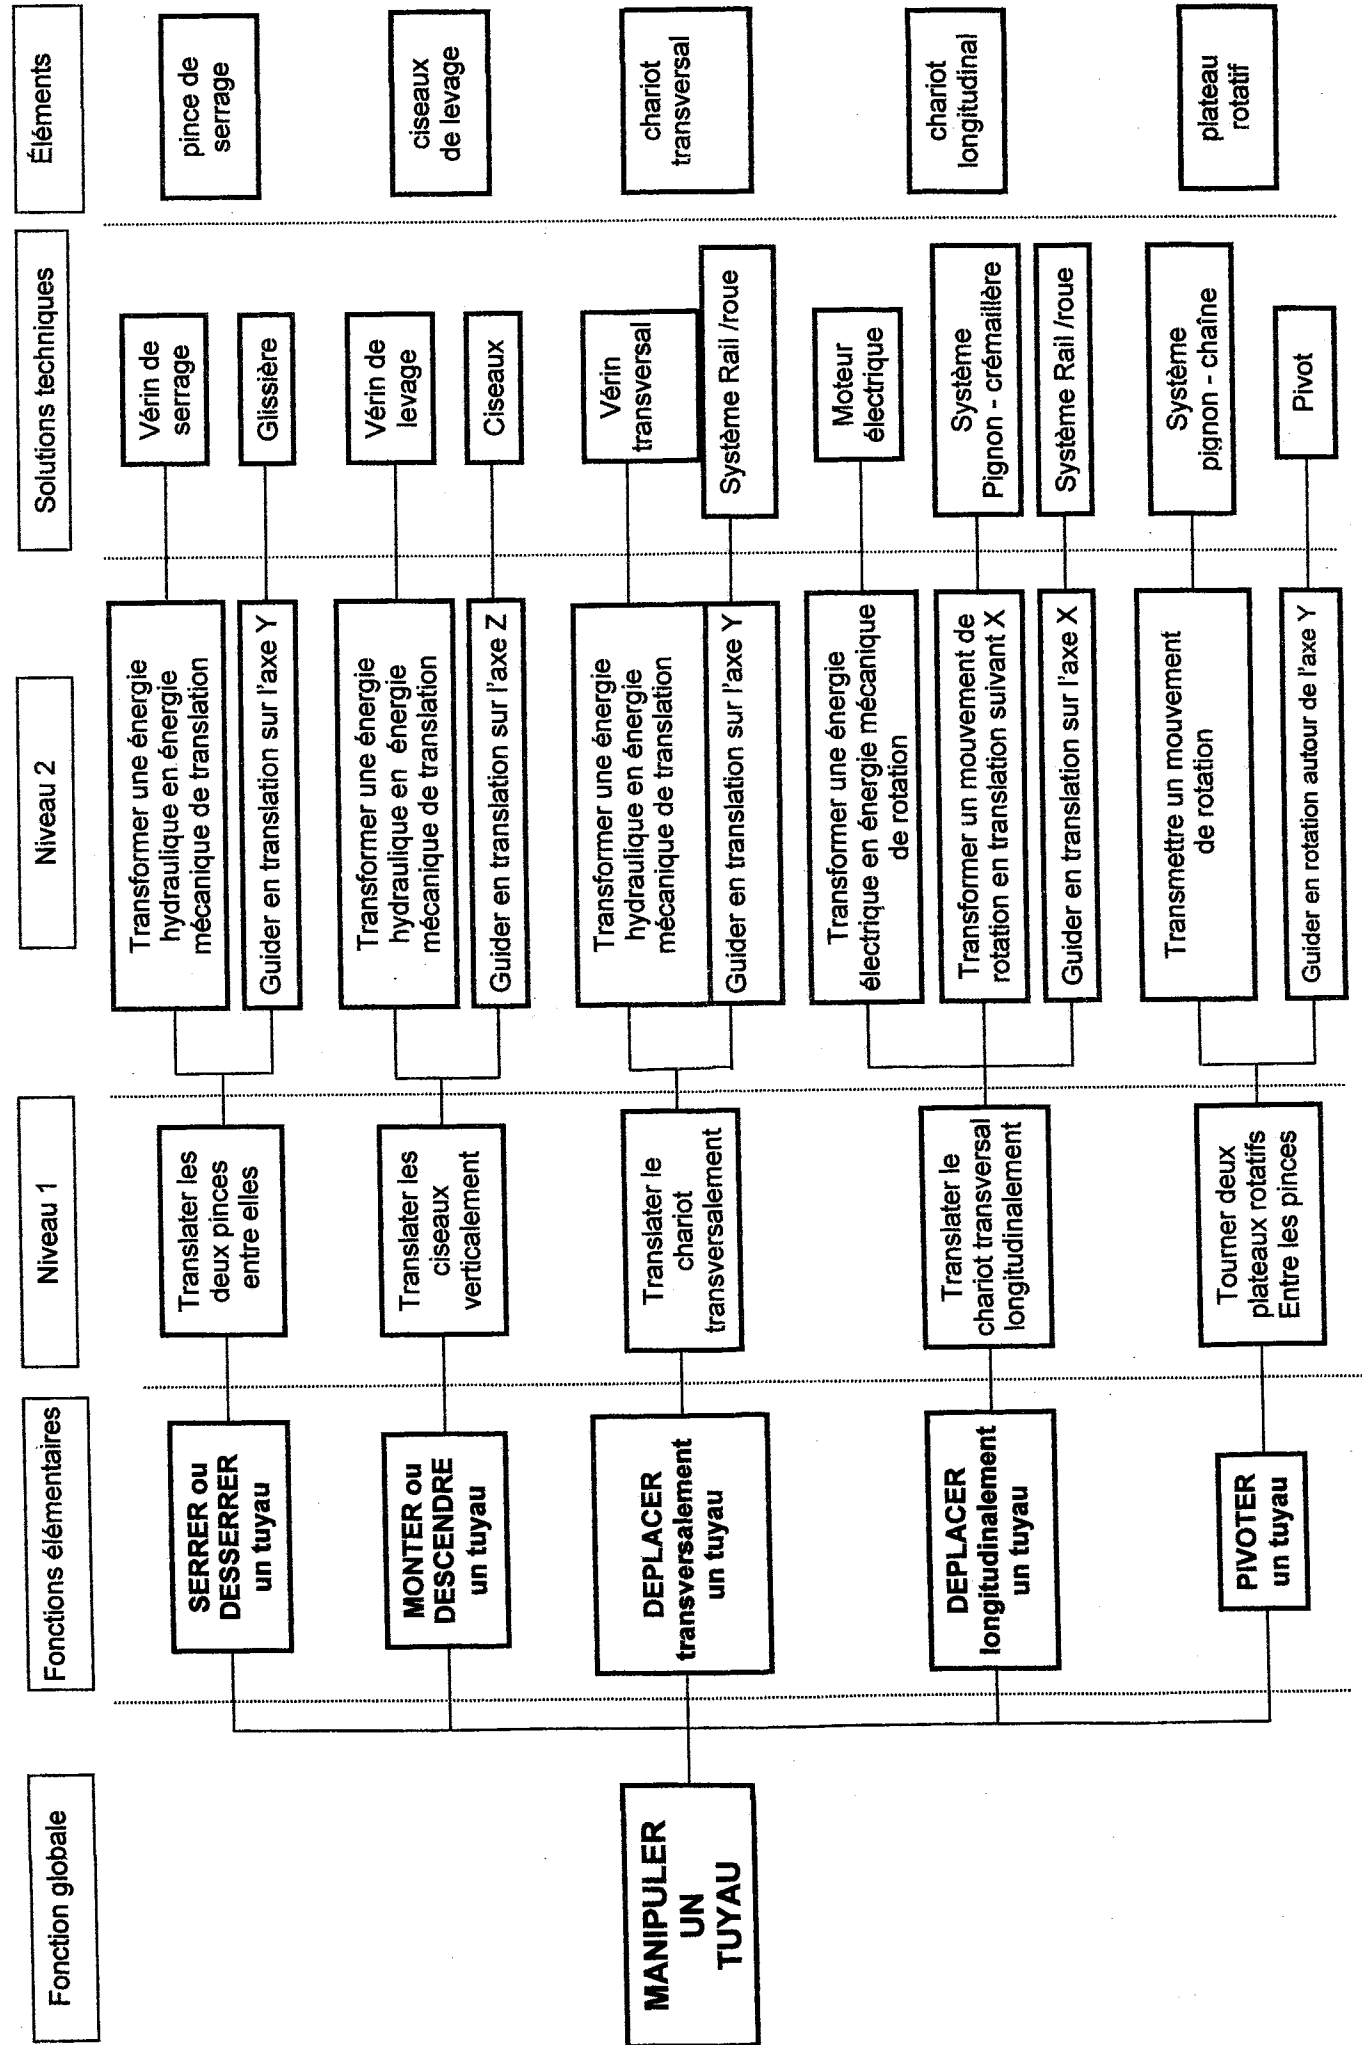 Fonction globale
Fonctions élémentaires
Niveau 1
Niveau 2
Solutions techniques
Éléments
MANIPULER
UN
TUYAU
SERRER ou
DESSERRER
un tuyau
Translater les
deux pinces
entre elles
Transformer une énergie
hydraulique en énergie
mécanique de translation
Vérin de
serrage
Guider en translation sur l'axe Y
Glissière
pince de
serrage
MONTER ou
DESCENDRE
un tuyau
Translater les
ciseaux
verticalement
Transformer une énergie
hydraulique en énergie
mécanique de translation
Vérin de
levage
Guider en translation sur l'axe Z
Ciseaux
ciseaux
de levage
DEPLACER
transversalement
un tuyau
Translater le
chariot
transversalement
Transformer une énergie
hydraulique en énergie
mécanique de translation
Vérin
transversal
Guider en translation sur l'axe Y
Système Rail /roue
chariot
transversal
DEPLACER
longitudinalement
un tuyau
Translater le
chariot transversal
longitudinalement
Transformer une énergie
électrique en énergie mécanique
de rotation
Moteur
électrique
Transformer un mouvement de
rotation en translation suivant X
Système
Pignon - crémaillère
Guider en translation sur l'axe X
Système Rail /roue
chariot
longitudinal
PIVOTER
un tuyau
Tourner deux
plateaux rotatifs
Entre les pinces
Transmettre un mouvement
de rotation
Système
pignon - chaîne
Guider en rotation autour de l'axe Y
Pivot
plateau
rotatif